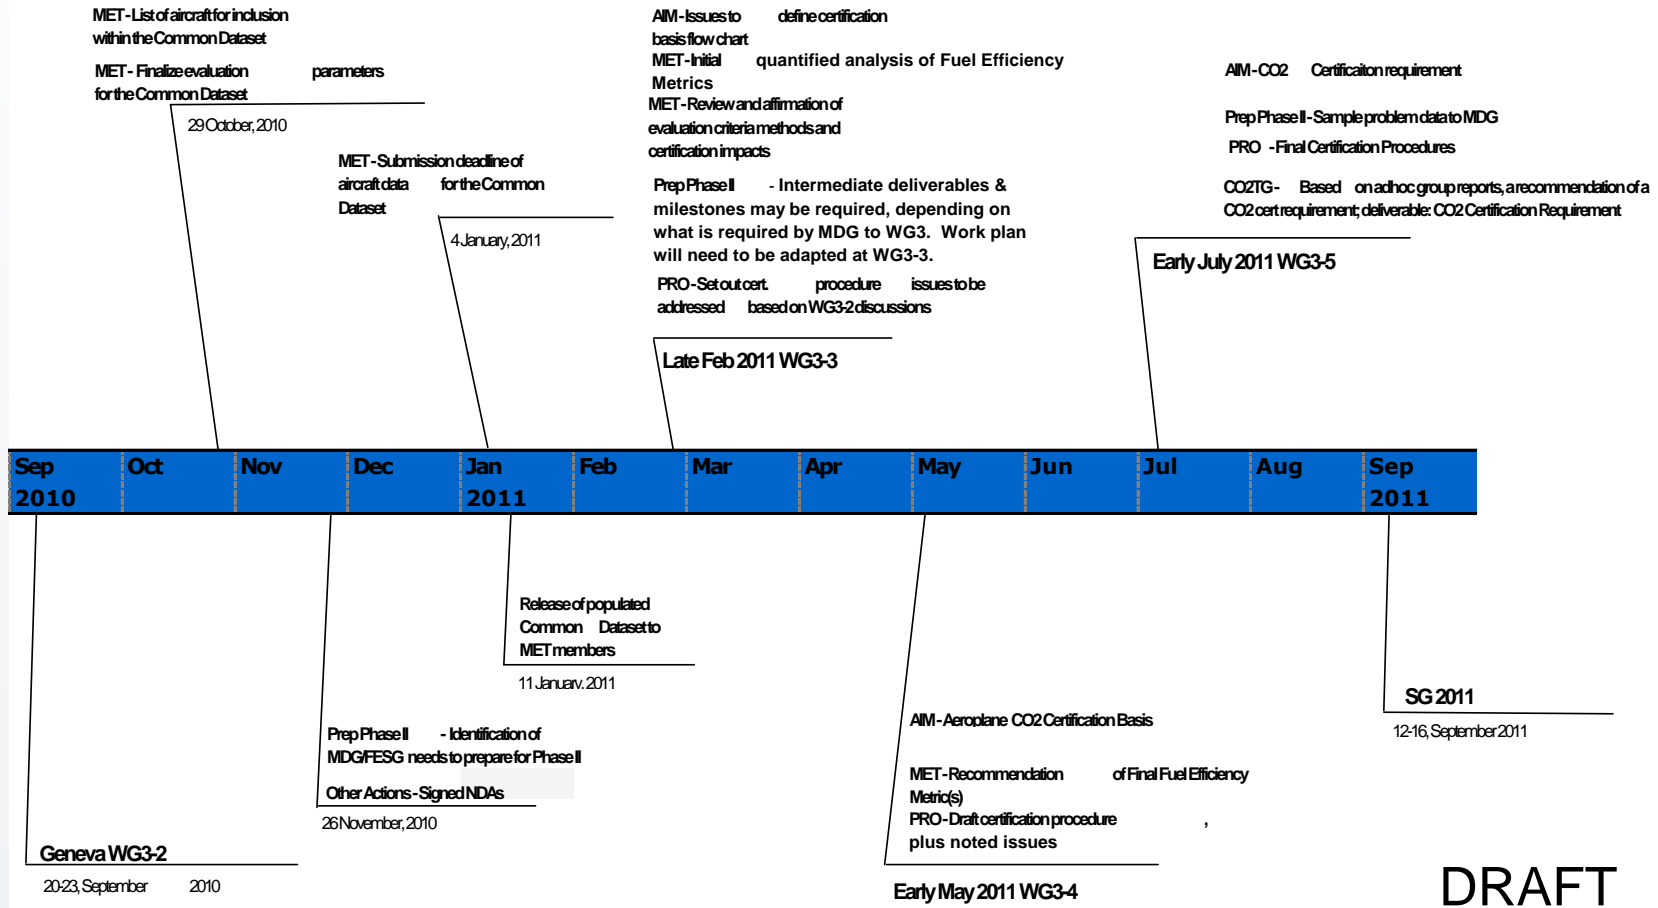 MET - List of aircraft for inclusion
within the Common Dataset
MET - Finalize evaluation parameters
for the Common Dataset
29 October, 2010
MET - Submission deadline of
aircraft data for the Common
Dataset
4 January, 2011
AIM - Issues to define certification
basis flow chart
MET - Initial quantified analysis of Fuel Efficiency
Metrics
MET - Review and affirmation of
evaluation criteria methods and
certification impacts
Prep Phase II - Intermediate deliverables &
milestones may be required, depending on
what is required by MDG to WG3. Work plan
will need to be adapted at WG3-3.
PRO - Set out cert. procedure issues to be
addressed based on WG3-2 discussions
Late Feb 2011 WG3-3
AIM - CO2 Certificaiton requirement
Prep Phase II - Sample problem data to MDG
PRO - Final Certification Procedures
CO2TG - Based on adhoc group reports, a recommendation of a
CO2 cert requirement; deliverable: CO2 Certification Requirement
Early July 2011 WG3-5
Sep Oct Nov Dec Jan Feb Mar Apr May Jun Jul Aug Sep
2010 2011 2011
Release of populated
Common Dataset to
MET members
11 January, 2011
Prep Phase II - Identification of
MDG/FESG needs to prepare for Phase II
Other Actions - Signed NDAs
26 November, 2010
Geneva WG3-2
20-23, September 2010
AIM - Aeroplane CO2 Certification Basis
MET - Recommendation of Final Fuel Efficiency
Metric(s)
PRO - Draft certification procedure ,
plus noted issues
Early May 2011 WG3-4
SG 2011
12-16, September 2011
DRAFT